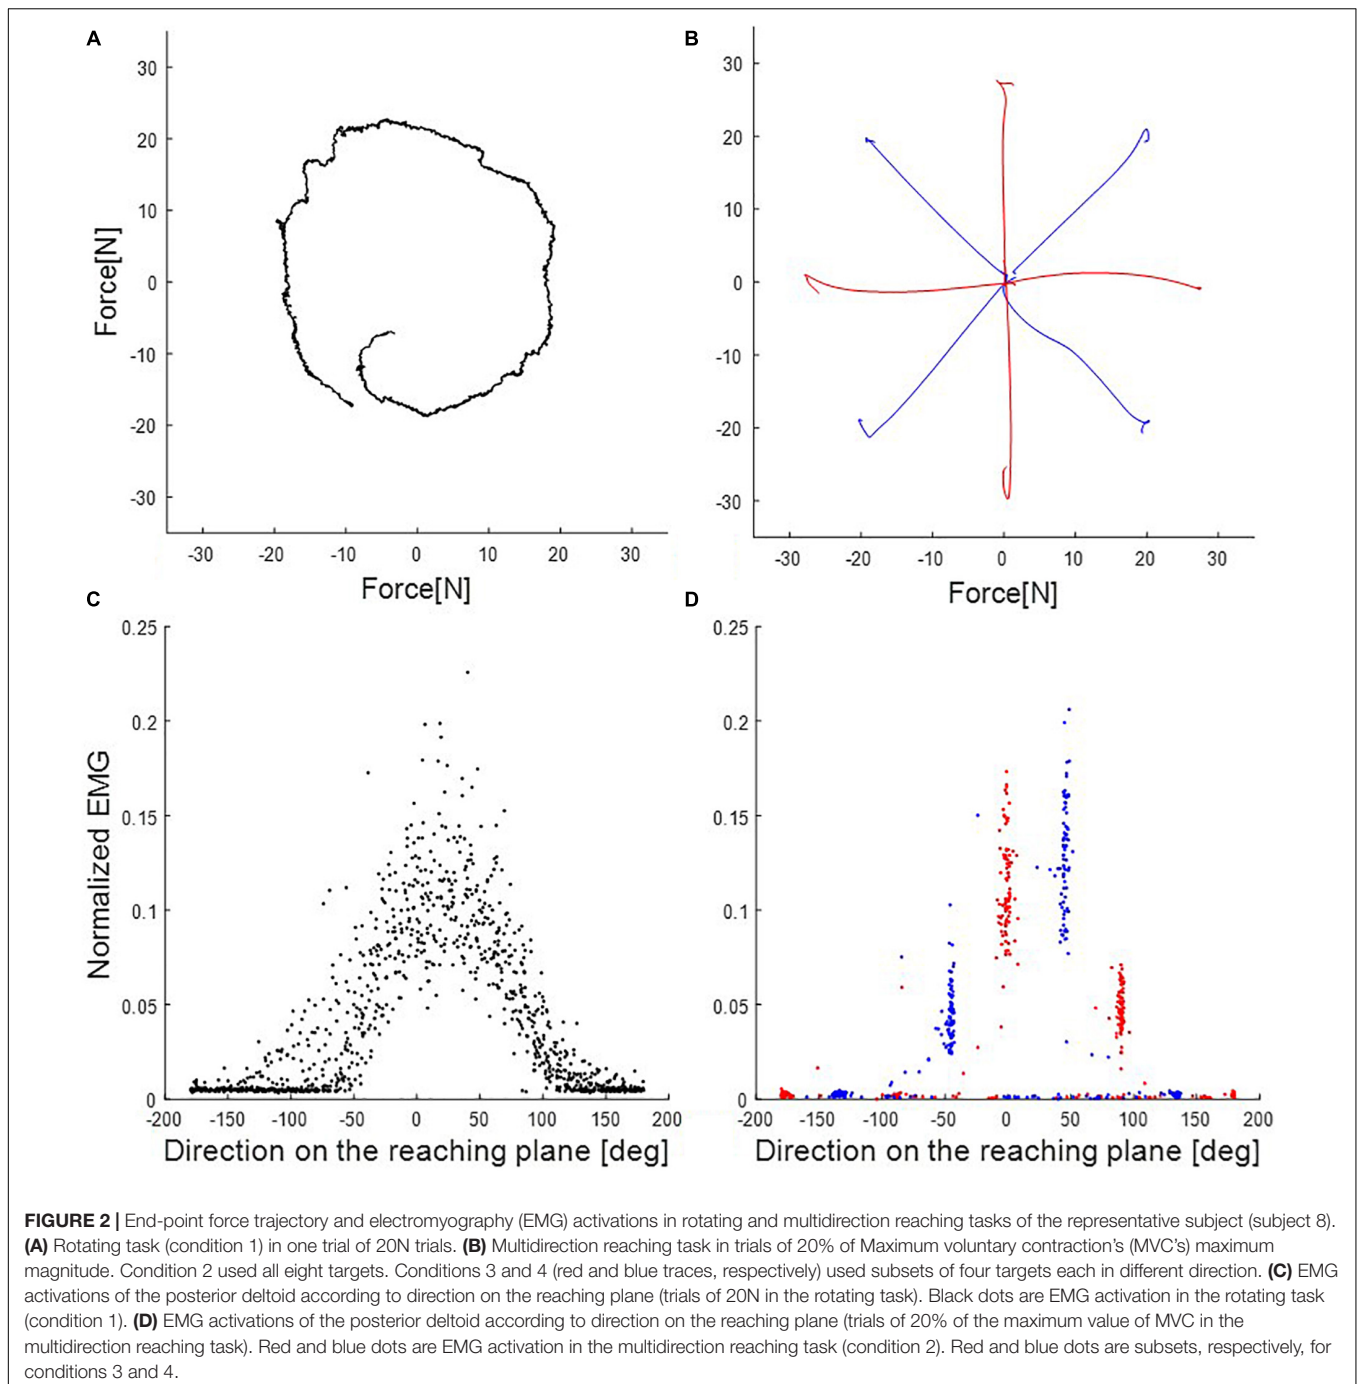 A
B
30
20
10
0
-10
-20
-30
Force[N]
-30 -20 -10 0 10 20 30
Force[N]
30
20
10
0
-10
-20
-30
-30 -20 -10 0 10 20 30
Force[N]
C
D
0.25
0.2
0.15
0.1
0.05
0
Normalized EMG
-200 -150 -100 -50 0 50 100 150 200
Direction on the reaching plane [deg]
0.25
0.2
0.15
0.1
0.05
0
-200 -150 -100 -50 0 50 100 150 200
Direction on the reaching plane [deg]
FIGURE 2 | End-point force trajectory and electromyography (EMG) activations in rotating and multidirection reaching tasks of the representative subject (subject 8).
(A) Rotating task (condition 1) in one trial of 20N trials. (B) Multidirection reaching task in trials of 20% of Maximum voluntary contraction's (MVC's) maximum
magnitude. Condition 2 used all eight targets. Conditions 3 and 4 (red and blue traces, respectively) used subsets of four targets each in different direction. (C) EMG
activations of the posterior deltoid according to direction on the reaching plane (trials of 20N in the rotating task). Black dots are EMG activation in the rotating task
(condition 1). (D) EMG activations of the posterior deltoid according to direction on the reaching plane (trials of 20% of the maximum value of MVC in the
multidirection reaching task). Red and blue dots are EMG activation in the multidirection reaching task (condition 2). Red and blue dots are subsets, respectively, for
conditions 3 and 4.